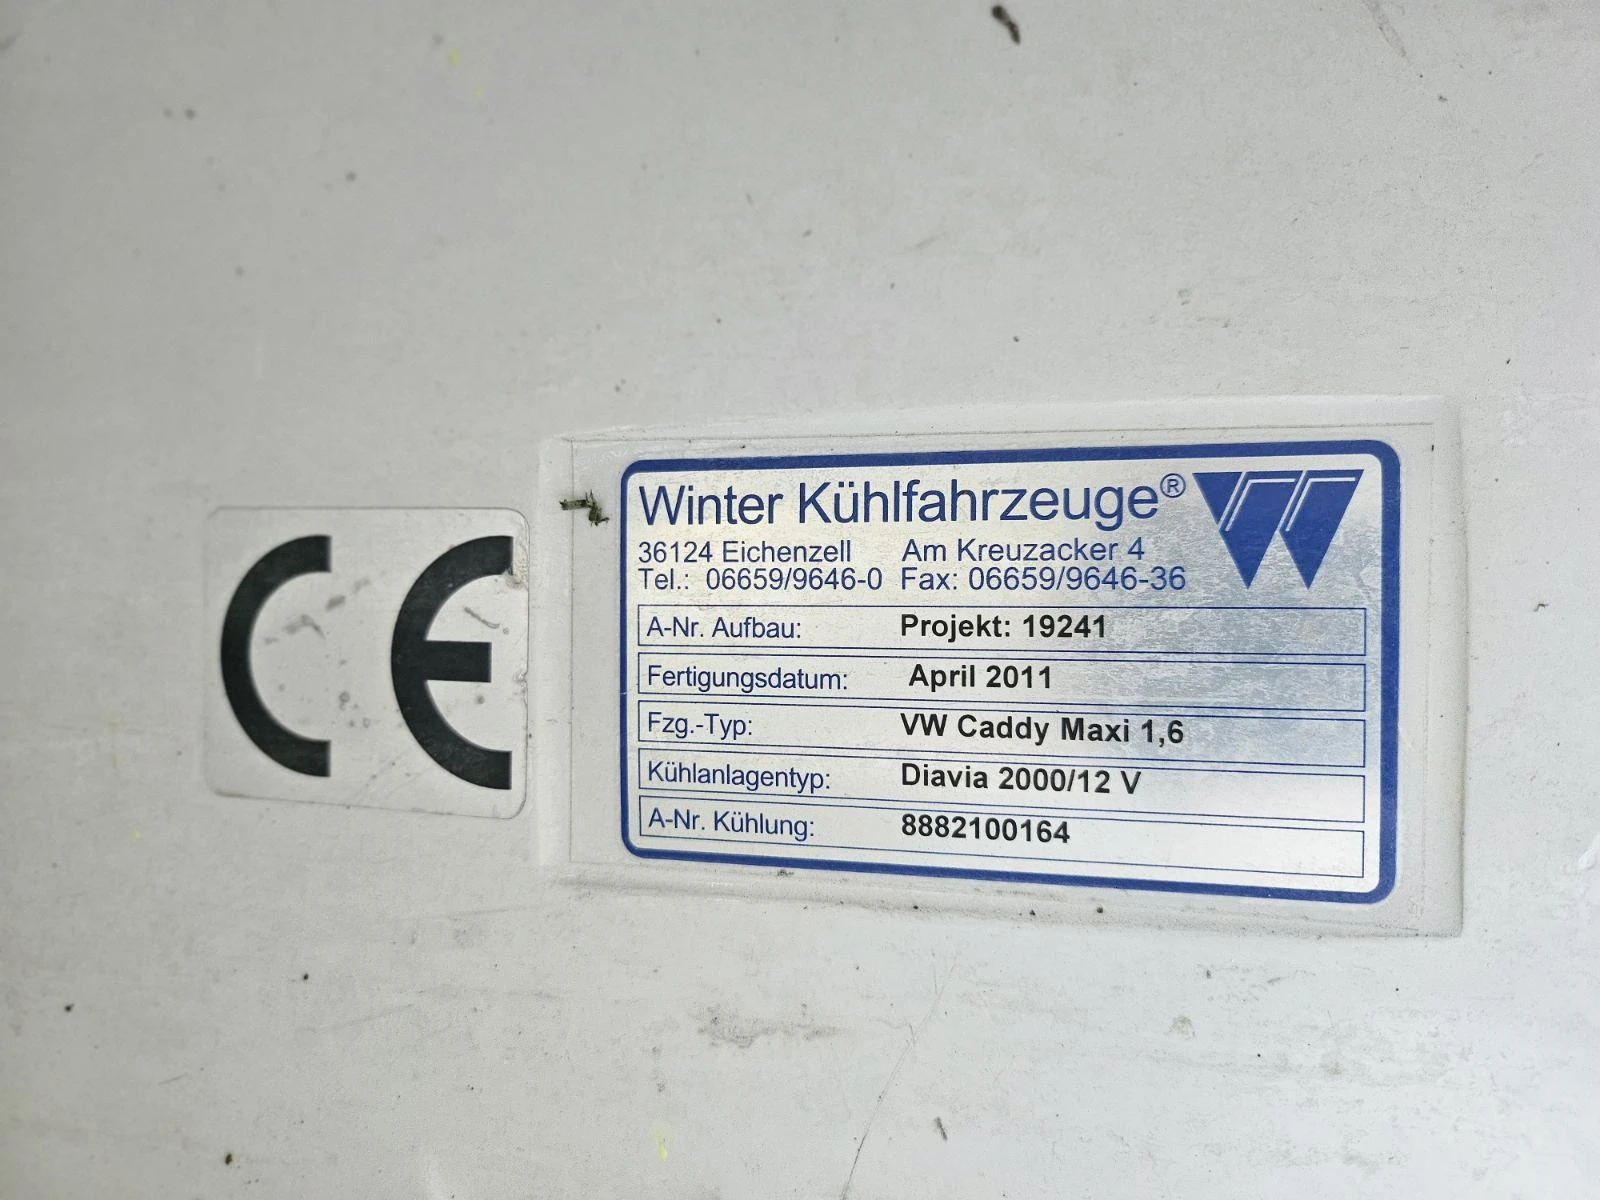 CE
Winter Kühlfahrzeuge®
36124 Eichenzell Am Kreuzacker 4
Tel.: 06659/9646-0 Fax: 06659/9646-36
A-Nr. Aufbau: Projekt: 19241
Fertigungsdatum: April 2011
Fzg.-Typ: VW Caddy Maxi 1,6
Kühlanlagentyp: Diavia 2000/12 V
A-Nr. Kühlung: 8882100164